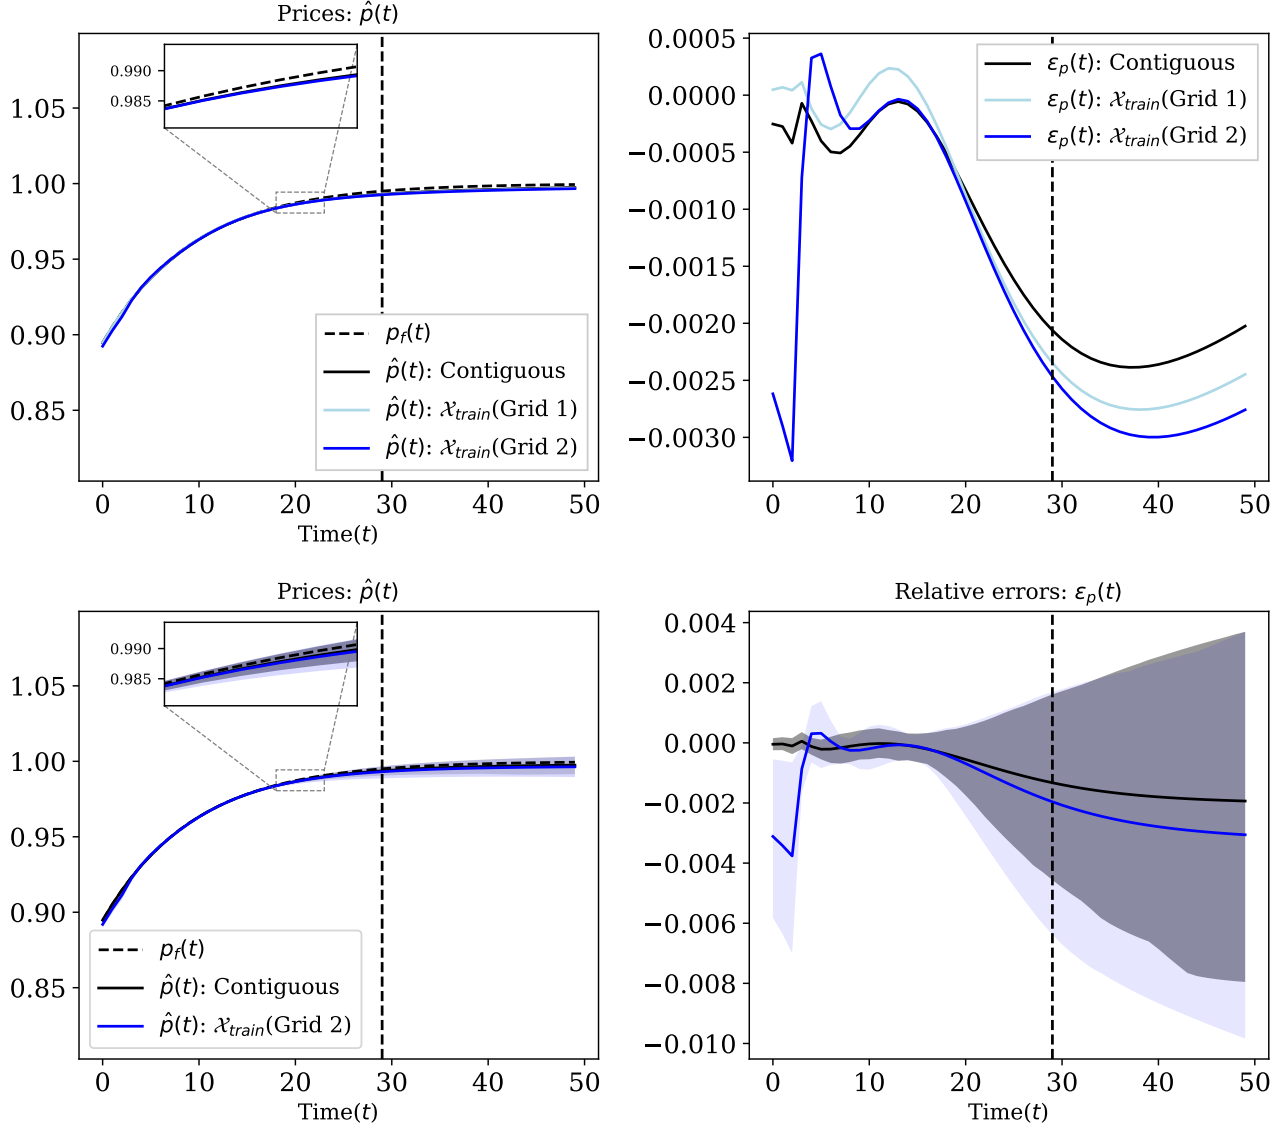 Prices: p̂(t)
0.990
0.985
1.05
1.00
0.95
0.90
0.85
p_f(t)
p̂(t): Contiguous
p̂(t): 𝒳_train(Grid 1)
p̂(t): 𝒳_train(Grid 2)
0 10 20 30 40 50
Time(t)
0.0005
0.0000
−0.0005
−0.0010
−0.0015
−0.0020
−0.0025
−0.0030
ε_p(t): Contiguous
ε_p(t): 𝒳_train(Grid 1)
ε_p(t): 𝒳_train(Grid 2)
0 10 20 30 40 50
Prices: p̂(t)
0.990
0.985
1.05
1.00
0.95
0.90
0.85
p_f(t)
p̂(t): Contiguous
p̂(t): 𝒳_train(Grid 2)
0 10 20 30 40 50
Time(t)
Relative errors: ε_p(t)
0.004
0.002
0.000
−0.002
−0.004
−0.006
−0.008
−0.010
0 10 20 30 40 50
Time(t)